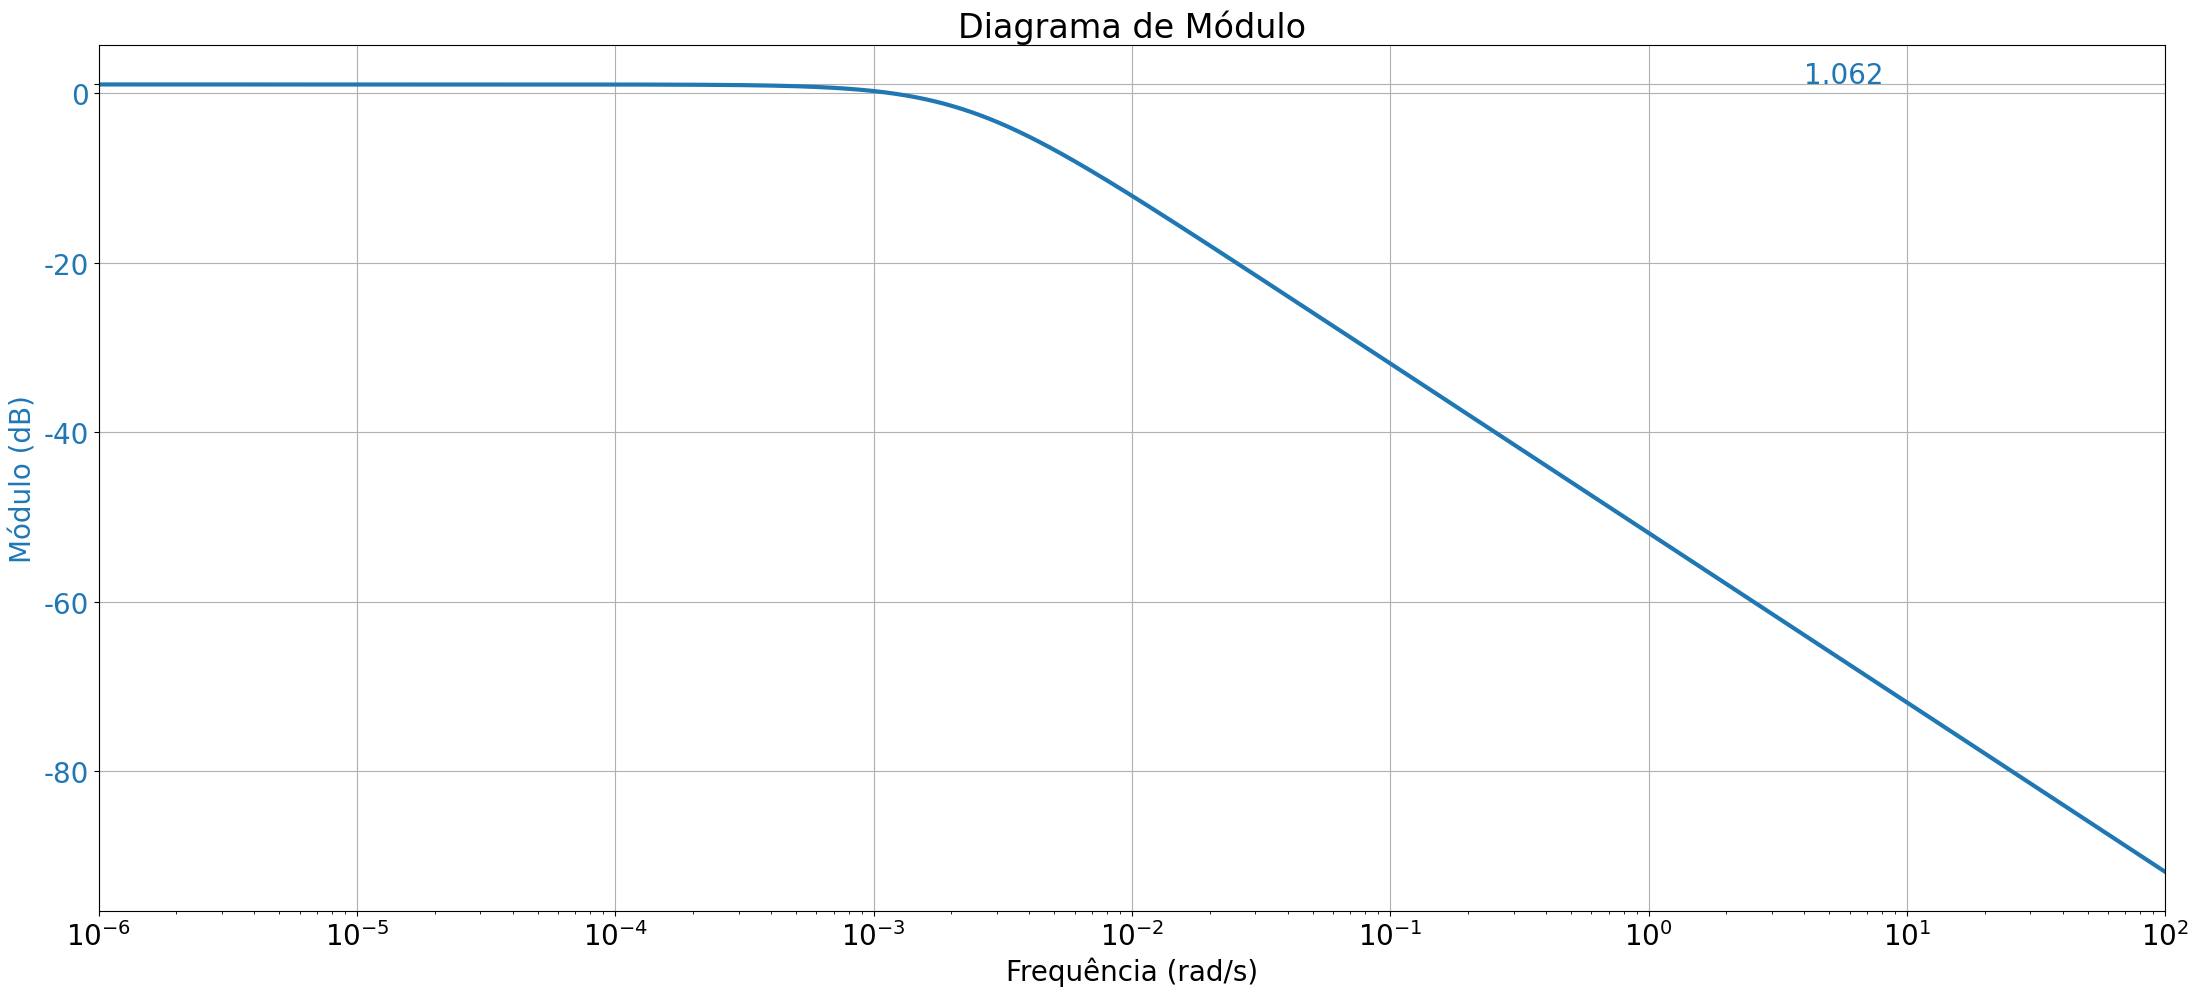 Diagrama de Módulo
1.062
0
-20
-40
-60
-80
Módulo (dB)
10⁻⁶ 10⁻⁵ 10⁻⁴ 10⁻³ 10⁻² 10⁻¹ 10⁰ 10¹ 10²
Frequência (rad/s)